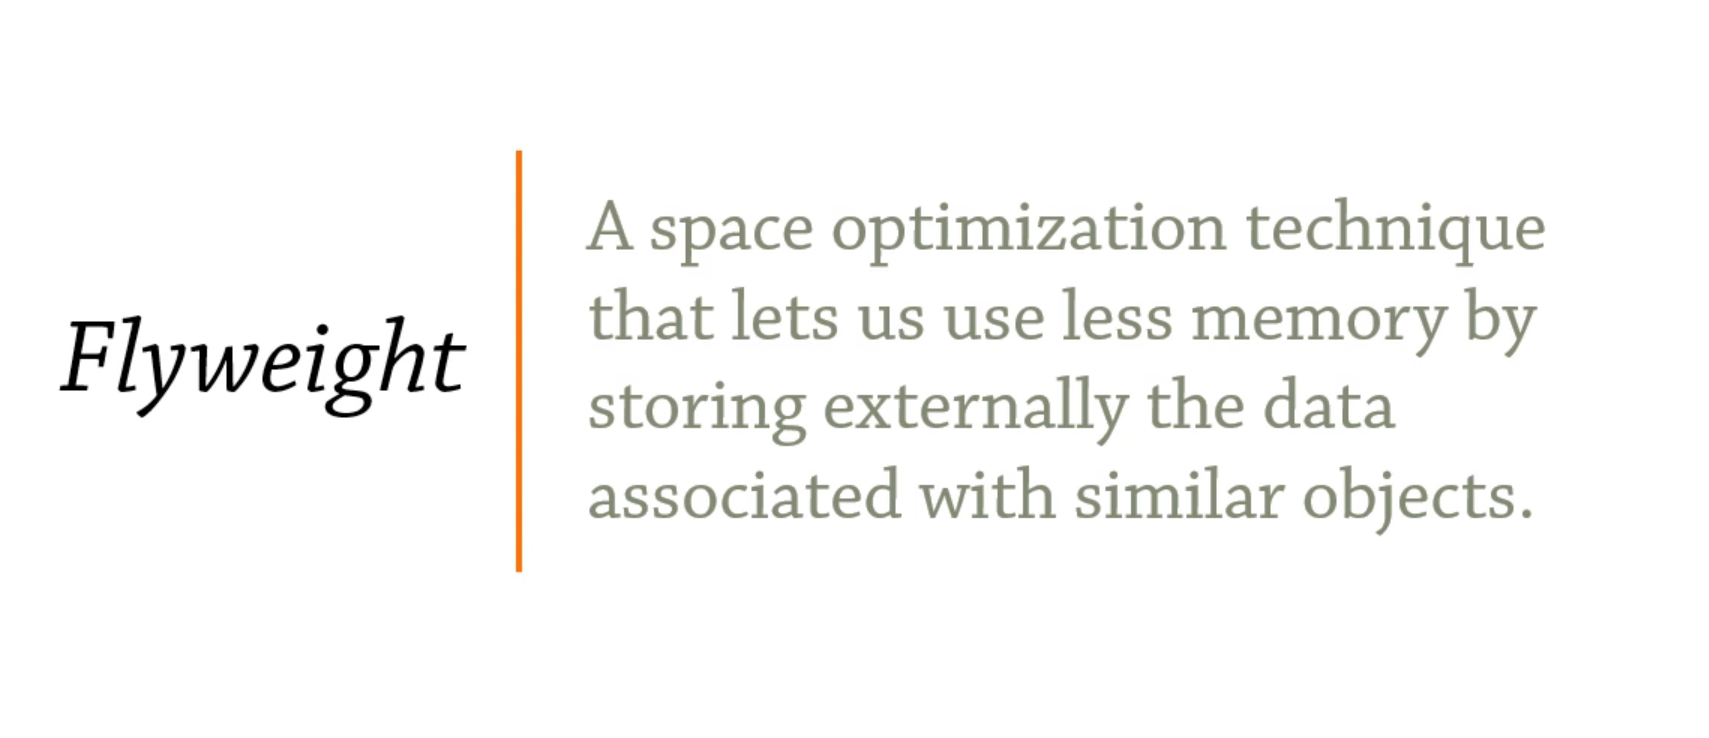 Flyweight
A space optimization technique
that lets us use less memory by
storing externally the data
associated with similar objects.